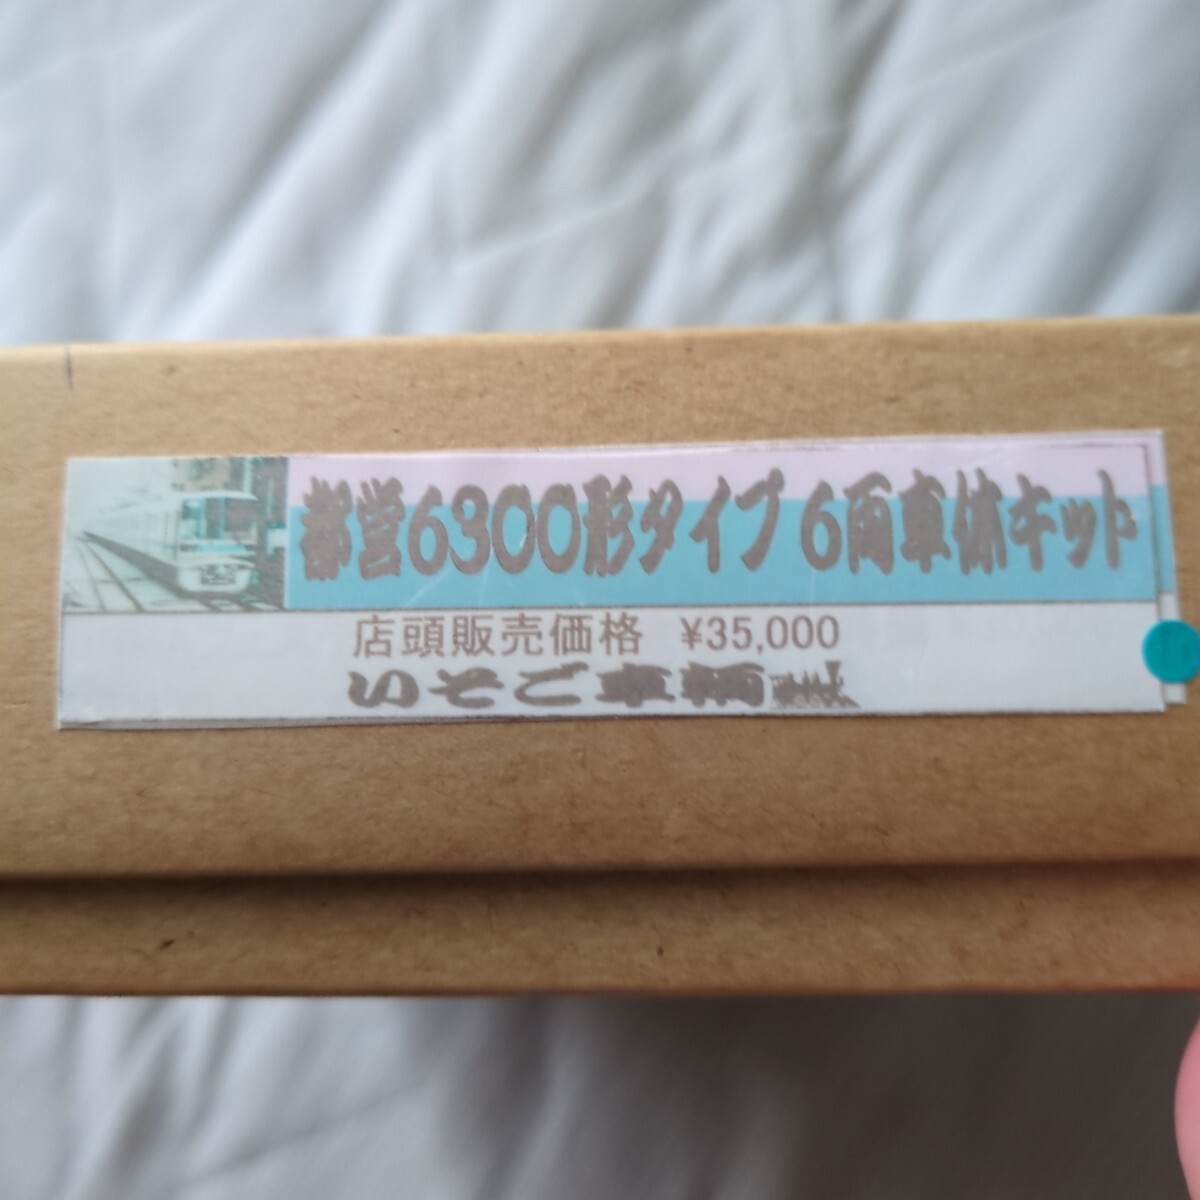 都営6300形タイプ 6両車体キット
店頭販売価格 ¥35,000
いそご車輌